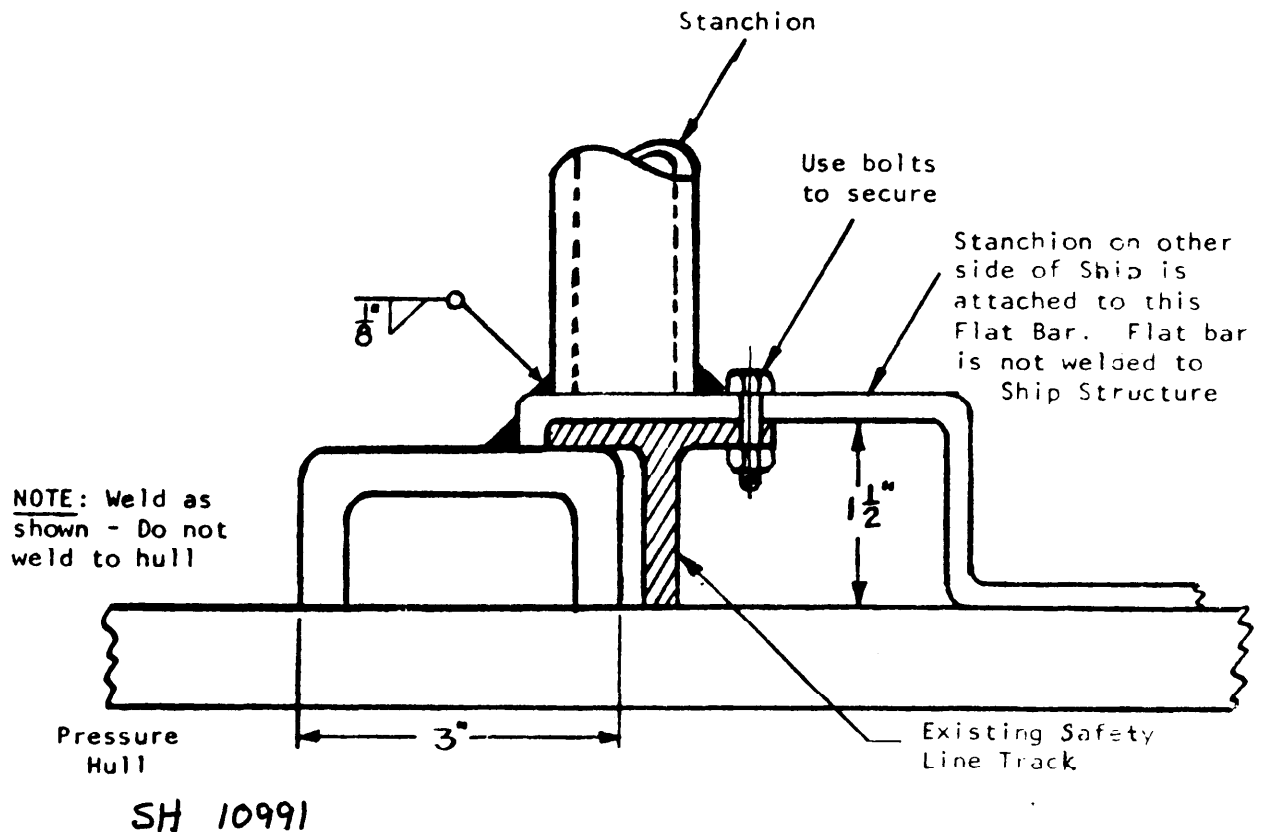 Stanchion
Use bolts
to secure
Stanchion on other
side of Ship is
attached to this
Flat Bar. Flat bar
is not welded to
Ship Structure
1/8"
NOTE: Weld as
shown - Do not
weld to hull
1 1/2"
Pressure
Hull
3"
Existing Safety
Line Track
SH 10991